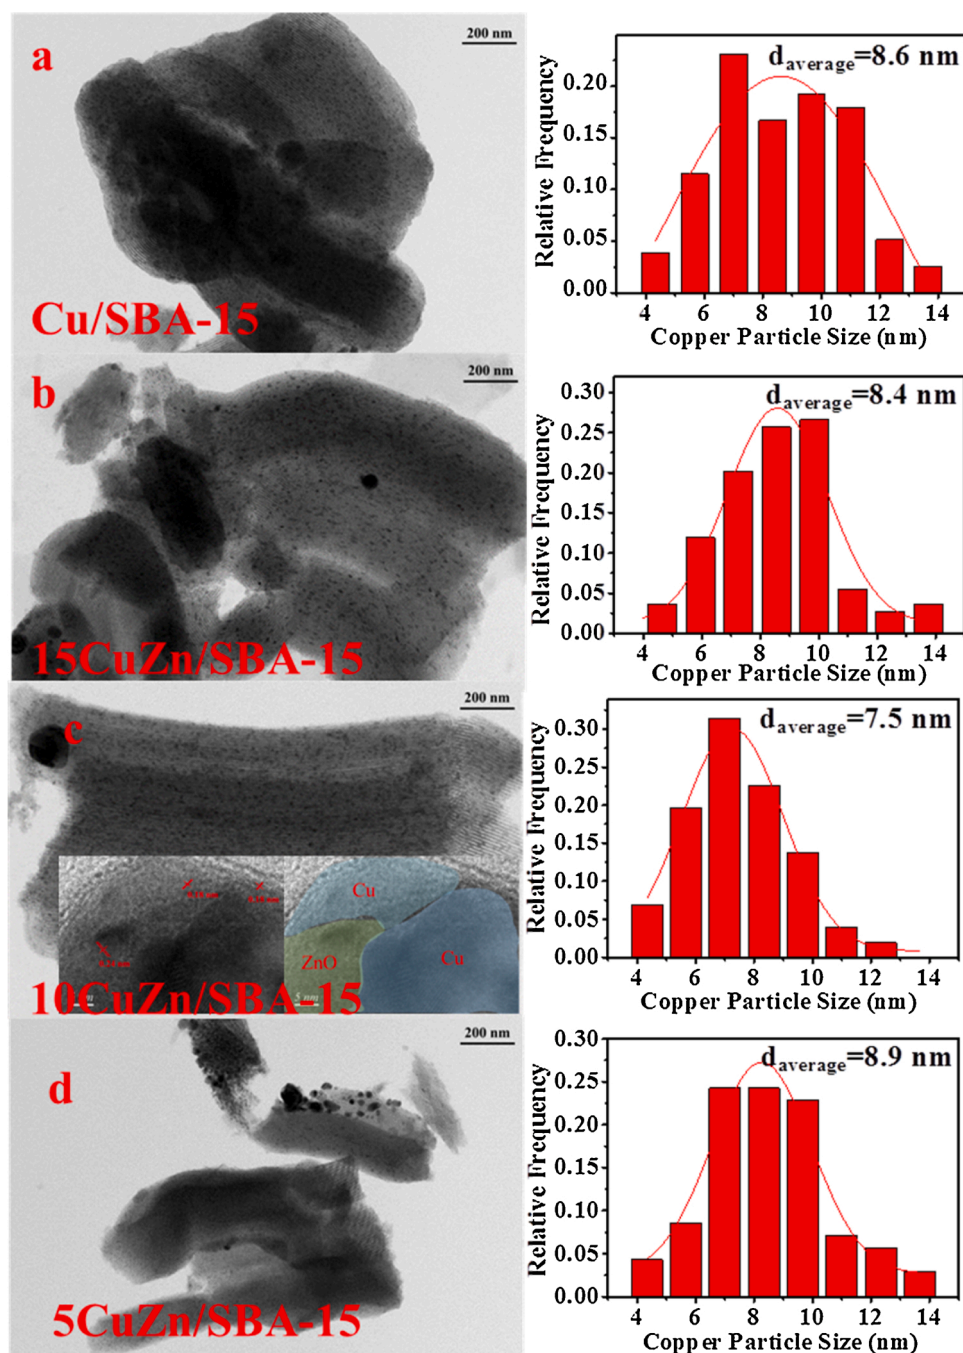 a
200 nm
Cu/SBA-15
d average=8.6 nm
Relative Frequency
0.20
0.15
0.10
0.05
0.00
4 6 8 10 12 14
Copper Particle Size (nm)
b
200 nm
15CuZn/SBA-15
d average=8.4 nm
Relative Frequency
0.30
0.25
0.20
0.15
0.10
0.05
0.00
4 6 8 10 12 14
Copper Particle Size (nm)
c
200 nm
Cu
ZnO
Cu
5 nm
10CuZn/SBA-15
d average=7.5 nm
Relative Frequency
0.30
0.25
0.20
0.15
0.10
0.05
0.00
4 6 8 10 12 14
Copper Particle Size (nm)
d
200 nm
5CuZn/SBA-15
d average=8.9 nm
Relative Frequency
0.30
0.25
0.20
0.15
0.10
0.05
0.00
4 6 8 10 12 14
Copper Particle Size (nm)